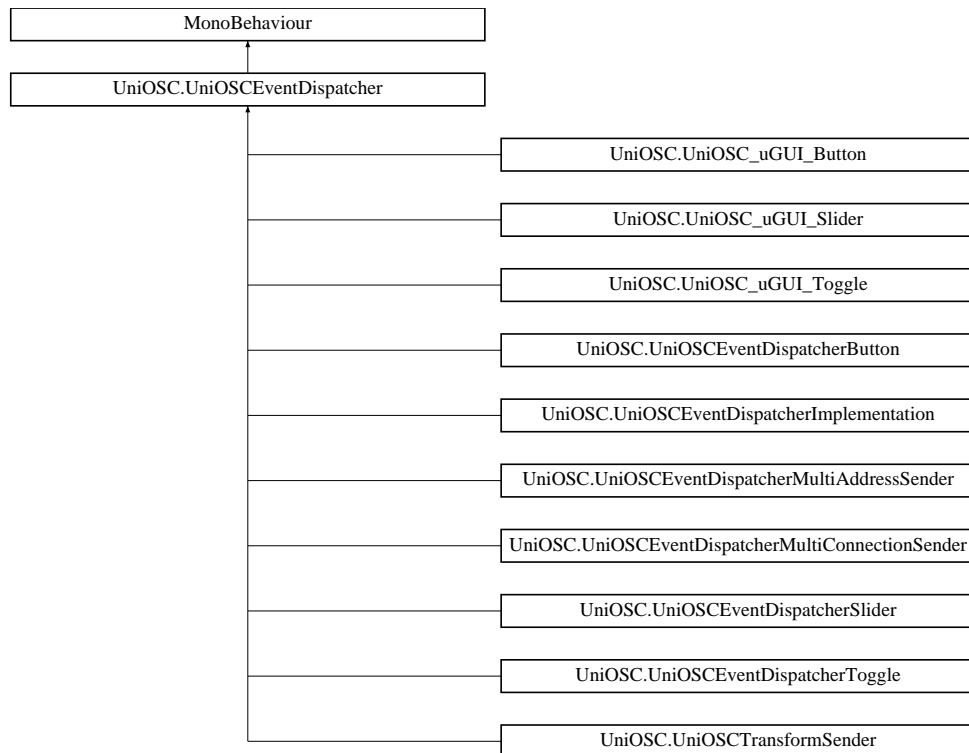 MonoBehaviour
UniOSC.UniOSCEventDispatcher
UniOSC.UniOSC_uGUI_Button
UniOSC.UniOSC_uGUI_Slider
UniOSC.UniOSC_uGUI_Toggle
UniOSC.UniOSCEventDispatcherButton
UniOSC.UniOSCEventDispatcherImplementation
UniOSC.UniOSCEventDispatcherMultiAddressSender
UniOSC.UniOSCEventDispatcherMultiConnectionSender
UniOSC.UniOSCEventDispatcherSlider
UniOSC.UniOSCEventDispatcherToggle
UniOSC.UniOSCTransformSender